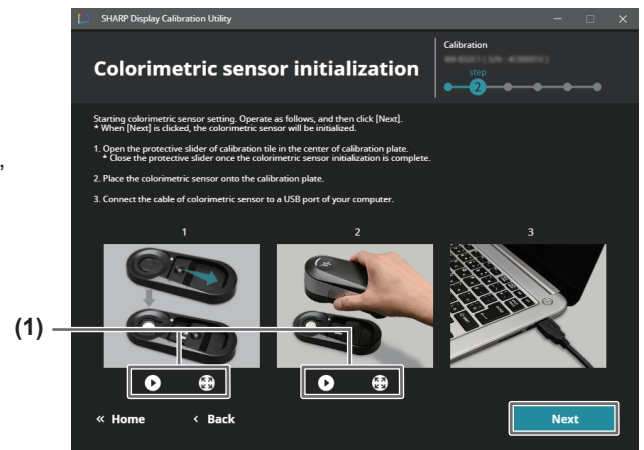 SHARP Display Calibration Utility
Colorimetric sensor initialization
Calibration
step
2
Starting colorimetric sensor setting. Operate as follows, and then click [Next].
* When [Next] is clicked, the colorimetric sensor will be initialized.
1. Open the protective slider of calibration tile in the center of calibration plate.
* Close the protective slider once the colorimetric sensor initialization is complete.
,
2. Place the colorimetric sensor onto the calibration plate.
3. Connect the cable of colorimetric sensor to a USB port of your computer.
1 2 3
(1)
« Home ‹ Back Next